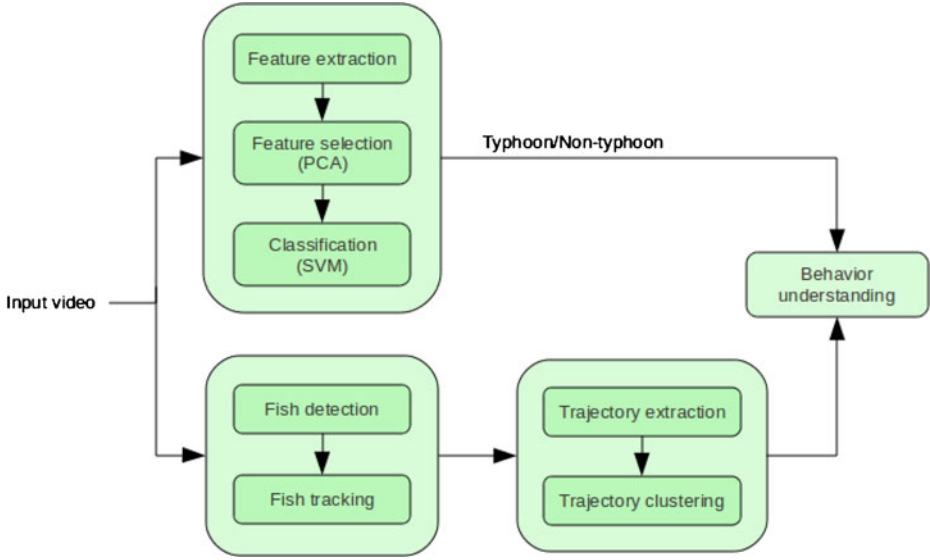 Feature extraction
Feature selection
(PCA)
Classification
(SVM)
Typhoon/Non-typhoon
Input video
Behavior
understanding
Fish detection
Fish tracking
Trajectory extraction
Trajectory clustering